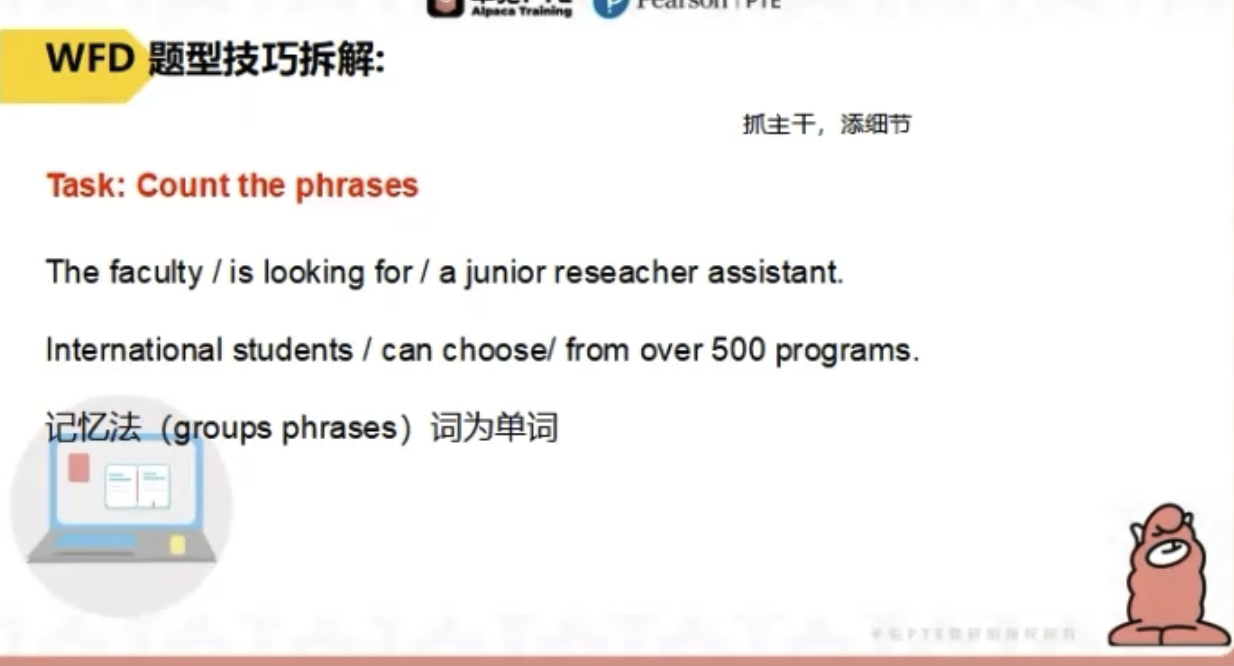 Alpaca Training
Pearson | PTE
WFD 题型技巧拆解:
抓主干，添细节
Task: Count the phrases
The faculty / is looking for / a junior reseacher assistant.
International students / can choose/ from over 500 programs.
记忆法（groups phrases）词为单词